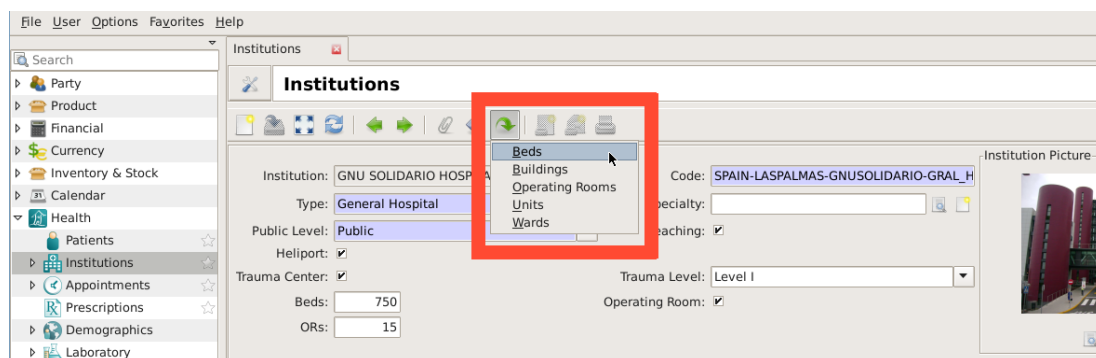 File User Options Favorites Help
Search
Party
Product
Financial
Currency
Inventory & Stock
31 Calendar
Health
Patients
Institutions
Appointments
Prescriptions
Demographics
Laboratory
Institutions
Institutions
Beds
Buildings
Operating Rooms
Units
Wards
Institution: GNU SOLIDARIO HOSP
Code: SPAIN-LASPALMAS-GNUSOLIDARIO-GRAL_H
Type: General Hospital
ecialty:
Public Level: Public
eaching:
Heliport:
Trauma Center:
Trauma Level: Level I
Beds: 750
Operating Room:
ORs: 15
Institution Picture